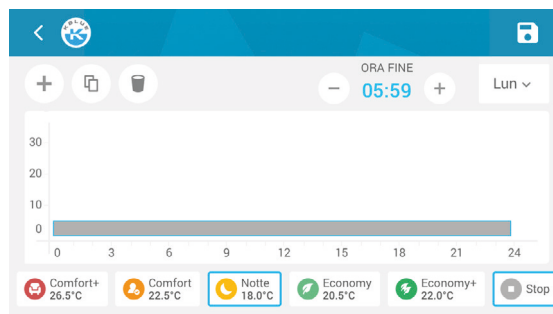 KBLUE
K
ORA FINE
05:59
Lun
30
20
10
0
0 3 6 9 12 15 18 21 24
Comfort+ Comfort Notte Economy Economy+ Stop
26.5°C 22.5°C 18.0°C 20.5°C 22.0°C